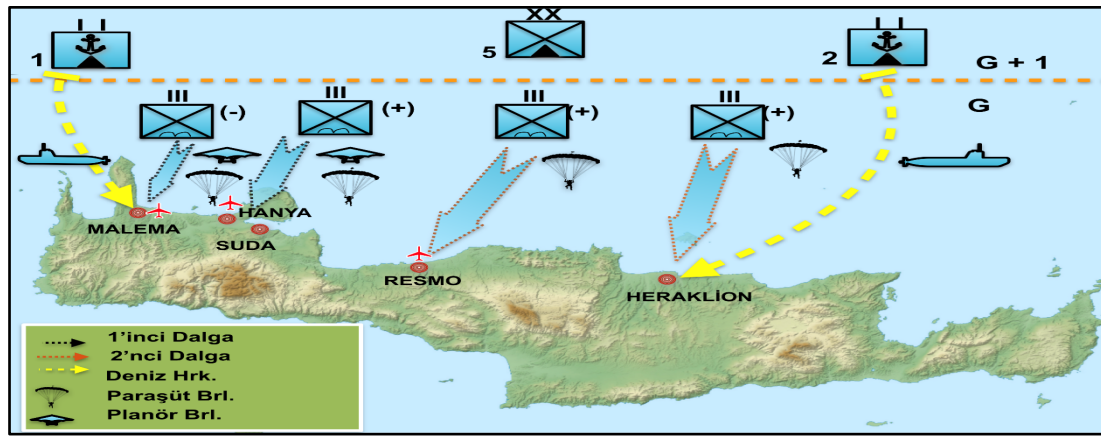 I I
XX
I I
1
5
2
G + 1
G
III
(-)
III
(+)
III
(+)
III
(+)
MALEMA
HANYA
SUDA
RESMO
HERAKLİON
1'inci Dalga
2'nci Dalga
Deniz Hrk.
Paraşüt Brl.
Planör Brl.